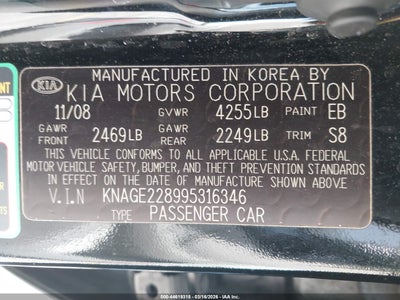 MANUFACTURED IN KOREA BY
KIA KIA MOTORS CORPORATION
11/08 GVWR 4255LB PAINT EB
GAWR FRONT 2469LB GAWR REAR 2249LB TRIM S8
THIS VEHICLE CONFORMS TO ALL APPLICABLE U.S.A. FEDERAL
MOTOR VEHICLE SAFETY, BUMPER, AND THEFT PREVENTION STANDARDS
IN EFFECT ON THE DATE OF MANUFACTURE SHOWN ABOVE.
V.I.N KNAGE228995316346
TYPE PASSENGER CAR